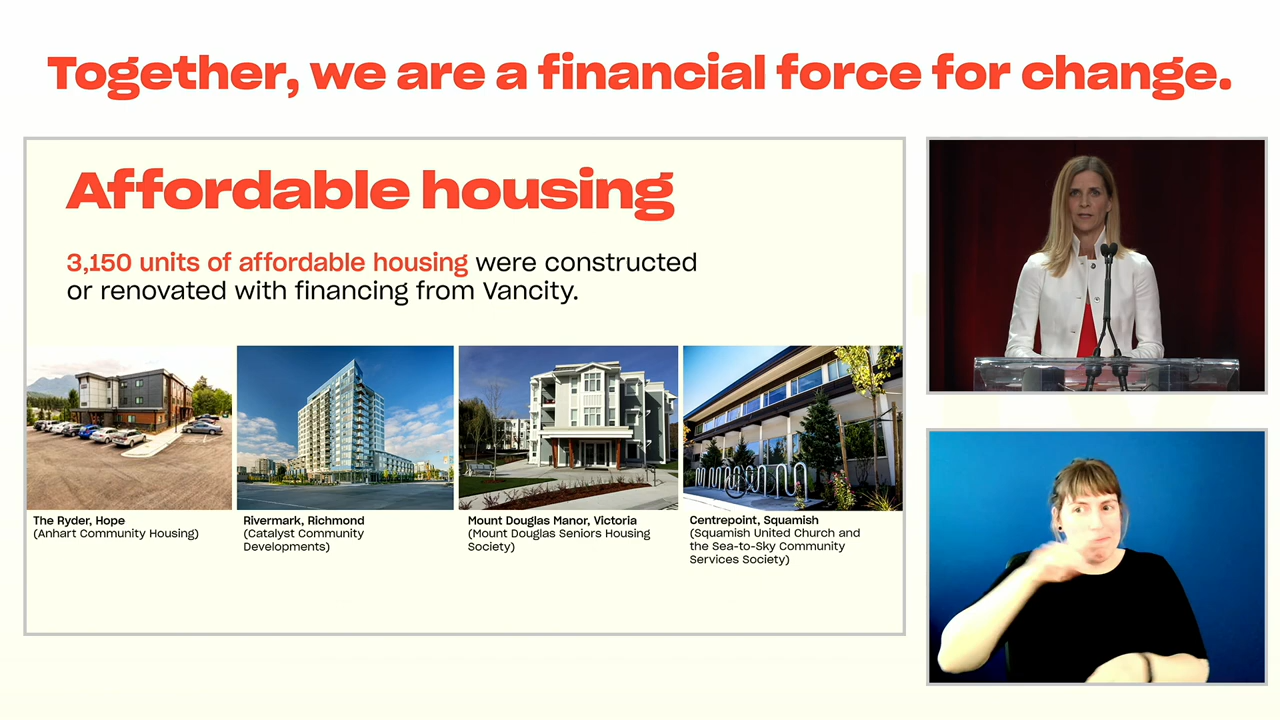 Together, we are a financial force for change.
Affordable housing
3,150 units of affordable housing were constructed
or renovated with financing from Vancity.
The Ryder, Hope
(Anhart Community Housing)
Rivermark, Richmond
(Catalyst Community
Developments)
Mount Douglas Manor, Victoria
(Mount Douglas Seniors Housing
Society)
Centrepoint, Squamish
(Squamish United Church and
the Sea-to-Sky Community
Services Society)